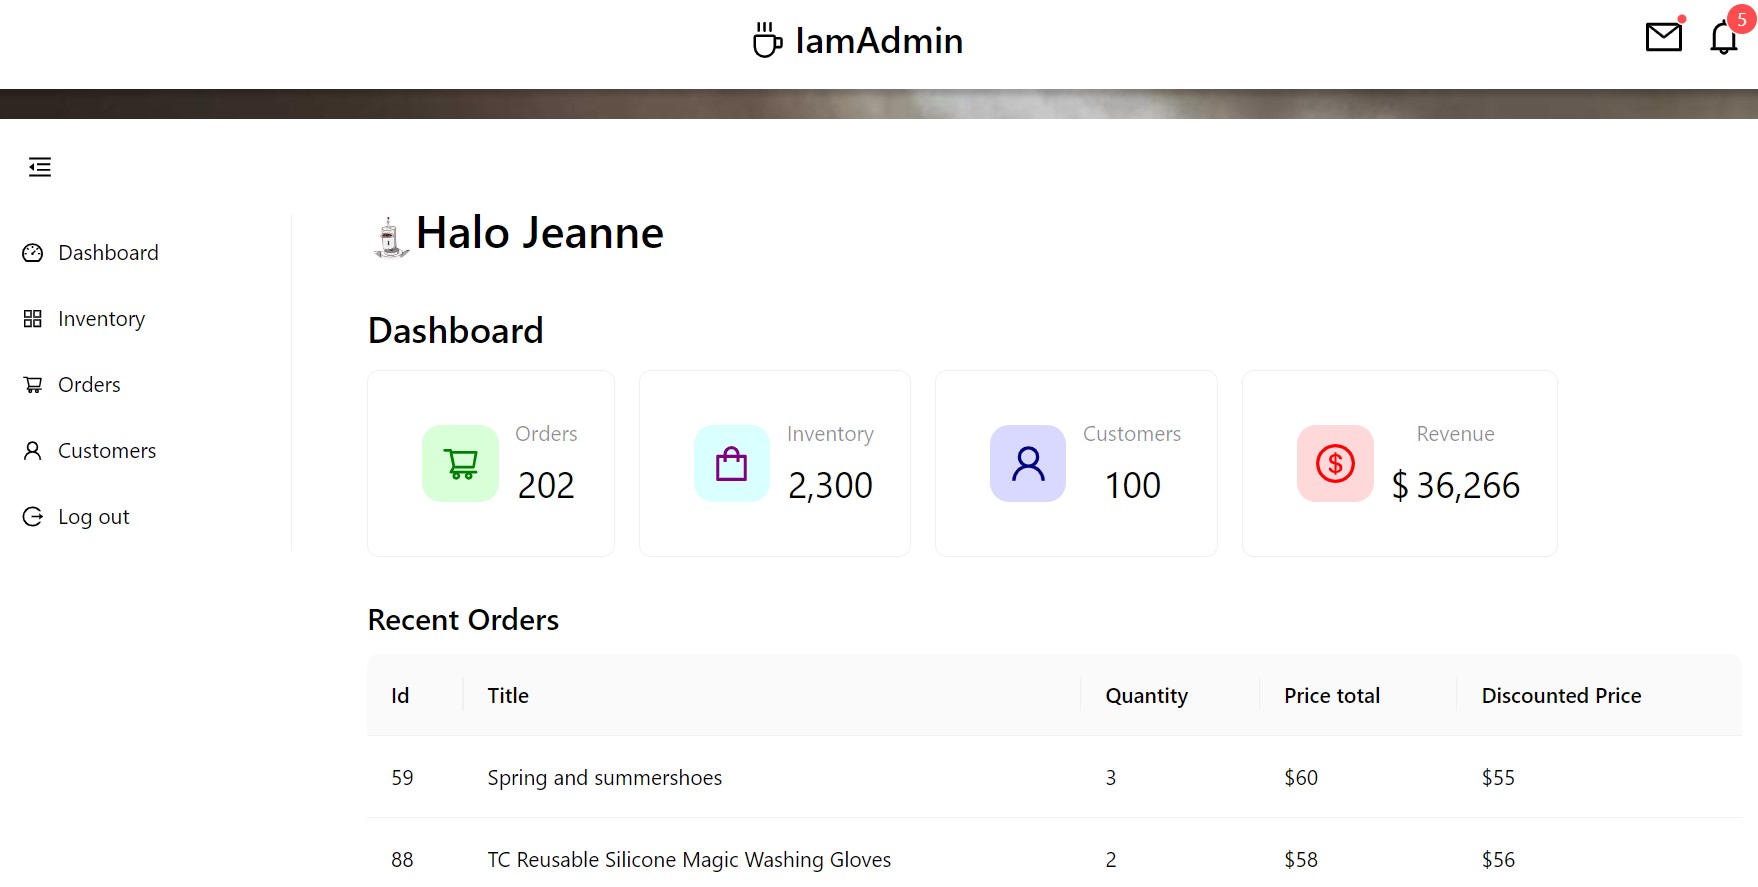 IamAdmin
5
Halo Jeanne
Dashboard
Inventory
Orders
Customers
Log out
Dashboard
Orders
202
Inventory
2,300
Customers
100
Revenue
$ 36,266
Recent Orders
Id Title Quantity Price total Discounted Price
59 Spring and summershoes 3 $60 $55
88 TC Reusable Silicone Magic Washing Gloves 2 $58 $56